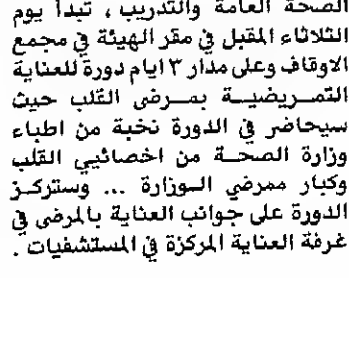 الصحة العامة والتدريب ، تبدأ يوم
الثلاثاء المقبل في مقر الهيئة في مجمع
الاوقاف وعلى مدار ٣ ايام دورة للعناية
التمريضية بمرضى القلب حيث
سيحاضر في الدورة نخبة من اطباء
وزارة الصحة من اخصائيي القلب
وكبار ممرضي الوزارة ... وستركز
الدورة على جوانب العناية بالمرضى في
غرفة العناية المركزة في المستشفيات .